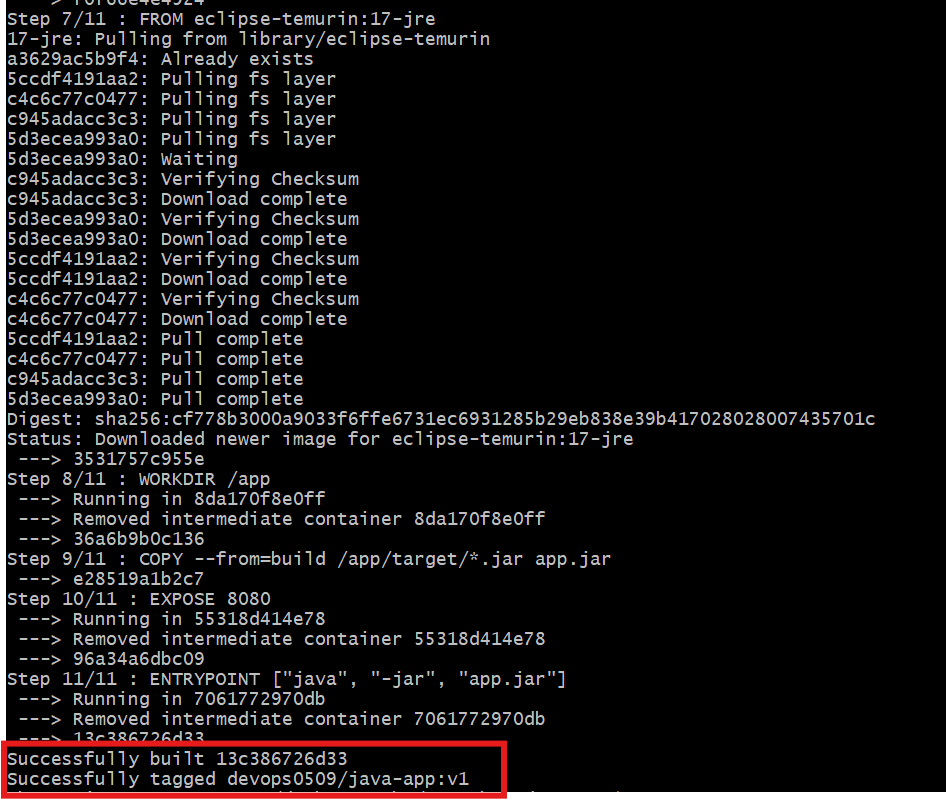 Step 7/11 : FROM eclipse-temurin:17-jre
17-jre: Pulling from library/eclipse-temurin
a3629ac5b9f4: Already exists
5ccdf4191aa2: Pulling fs layer
c4c6c77c0477: Pulling fs layer
c945adacc3c3: Pulling fs layer
5d3ecea993a0: Pulling fs layer
5d3ecea993a0: Waiting
c945adacc3c3: Verifying Checksum
c945adacc3c3: Download complete
5d3ecea993a0: Verifying Checksum
5d3ecea993a0: Download complete
5ccdf4191aa2: Verifying Checksum
5ccdf4191aa2: Download complete
c4c6c77c0477: Verifying Checksum
c4c6c77c0477: Download complete
5ccdf4191aa2: Pull complete
c4c6c77c0477: Pull complete
c945adacc3c3: Pull complete
5d3ecea993a0: Pull complete
Digest: sha256:cf778b3000a9033f6ffe6731ec6931285b29eb838e39b417028028007435701c
Status: Downloaded newer image for eclipse-temurin:17-jre
 ---> 3531757c955e
Step 8/11 : WORKDIR /app
 ---> Running in 8da170f8e0ff
 ---> Removed intermediate container 8da170f8e0ff
 ---> 36a6b9b0c136
Step 9/11 : COPY --from=build /app/target/*.jar app.jar
 ---> e28519a1b2c7
Step 10/11 : EXPOSE 8080
 ---> Running in 55318d414e78
 ---> Removed intermediate container 55318d414e78
 ---> 96a34a6dbc09
Step 11/11 : ENTRYPOINT ["java", "-jar", "app.jar"]
 ---> Running in 7061772970db
 ---> Removed intermediate container 7061772970db
 ---> 13c386726d33
Successfully built 13c386726d33
Successfully tagged devops0509/java-app:v1